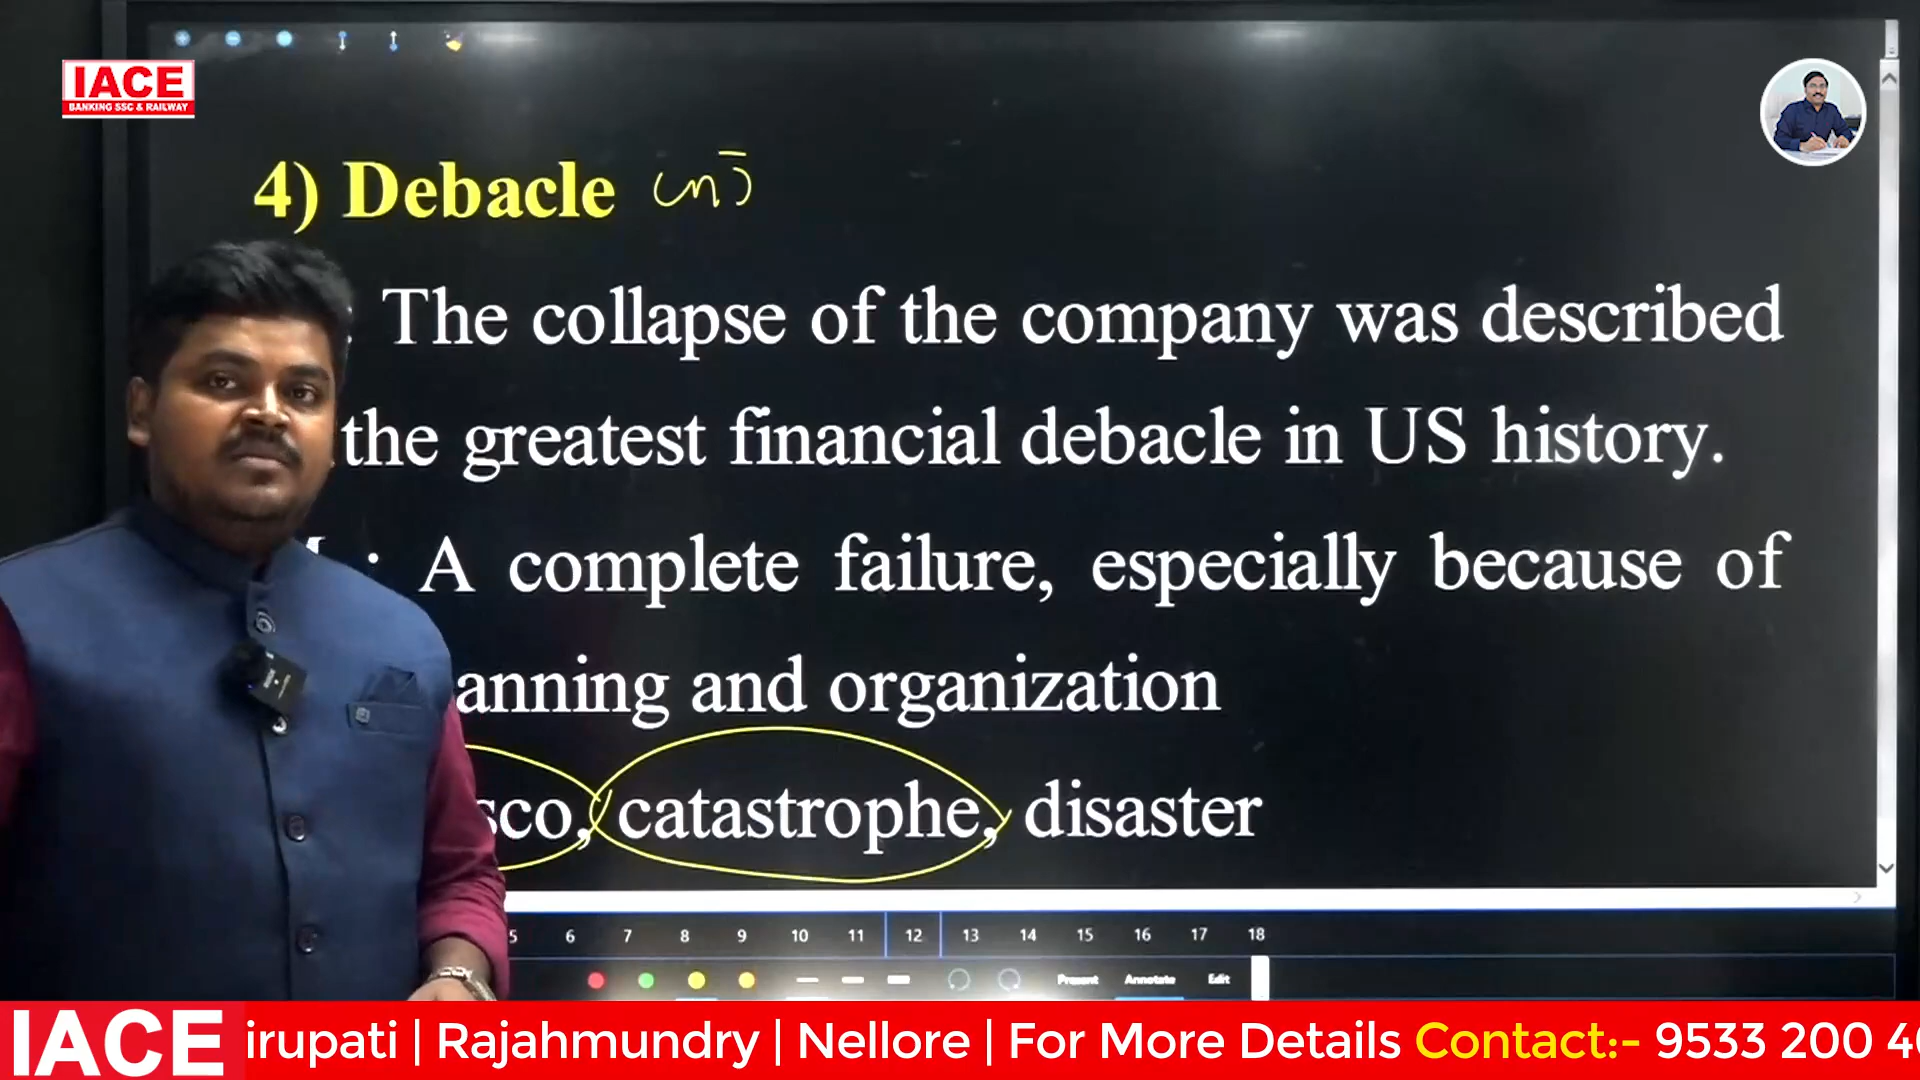 IACE
BANKING SSC & RAILWAY
4) Debacle (n)
: The collapse of the company was described
the greatest financial debacle in US history.
: A complete failure, especially because of
anning and organization
sco, catastrophe, disaster
5 6 7 8 9 10 11 12 13 14 15 16 17 18
Present Annotate Edit
IACE irupati | Rajahmundry | Nellore | For More Details Contact:- 9533 200 40